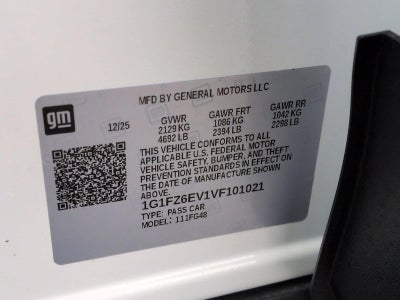 gm
MFD BY GENERAL MOTORS LLC
12/25
GVWR GAWR FRT GAWR RR
2129 KG 1086 KG 1042 KG
4692 LB 2394 LB 2298 LB
THIS VEHICLE CONFORMS TO ALL
APPLICABLE U.S. FEDERAL MOTOR
VEHICLE SAFETY, BUMPER, AND THEFT
PREVENTION STANDARDS IN EFFECT ON
THE DATE OF MANUFACTURE SHOWN
ABOVE.
1G1FZ6EV1VF101021
TYPE: PASS CAR
MODEL: 111FG48